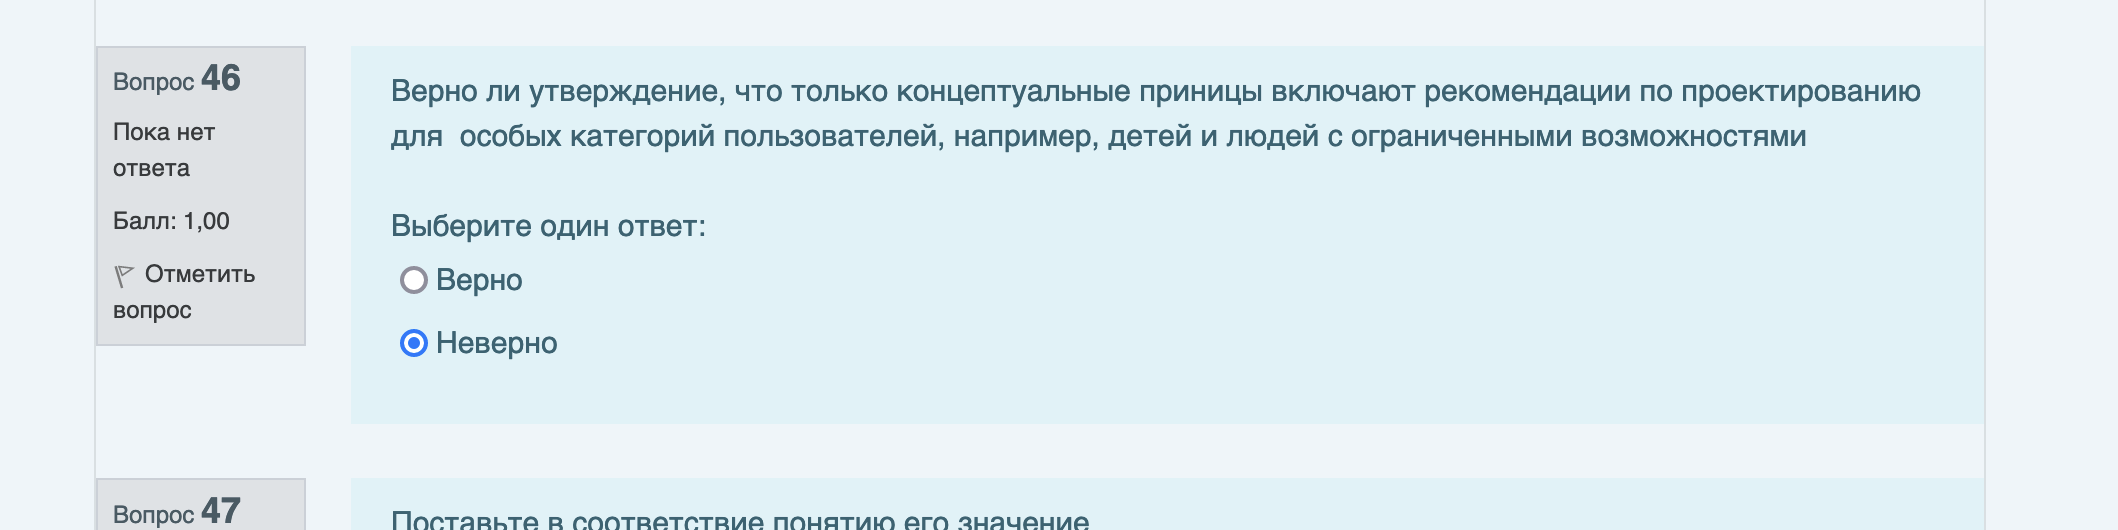 Вопрос 46
Пока нет
ответа
Балл: 1,00
Отметить
вопрос
Верно ли утверждение, что только концептуальные приницы включают рекомендации по проектированию
для  особых категорий пользователей, например, детей и людей с ограниченными возможностями
Выберите один ответ:
Верно
Неверно
Вопрос 47
Поставьте в соответствие понятию его значение